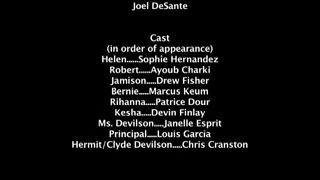 Joel DeSante
Cast
(in order of appearance)
Helen......Sophie Hernandez
Robert......Ayoub Charki
Jamison.....Drew Fisher
Bernie.....Marcus Keum
Rihanna.....Patrice Dour
Kesha.....Devin Finlay
Ms. Devilson.....Janelle Esprit
Principal.....Louis Garcia
Hermit/Clyde Devilson.....Chris Cranston